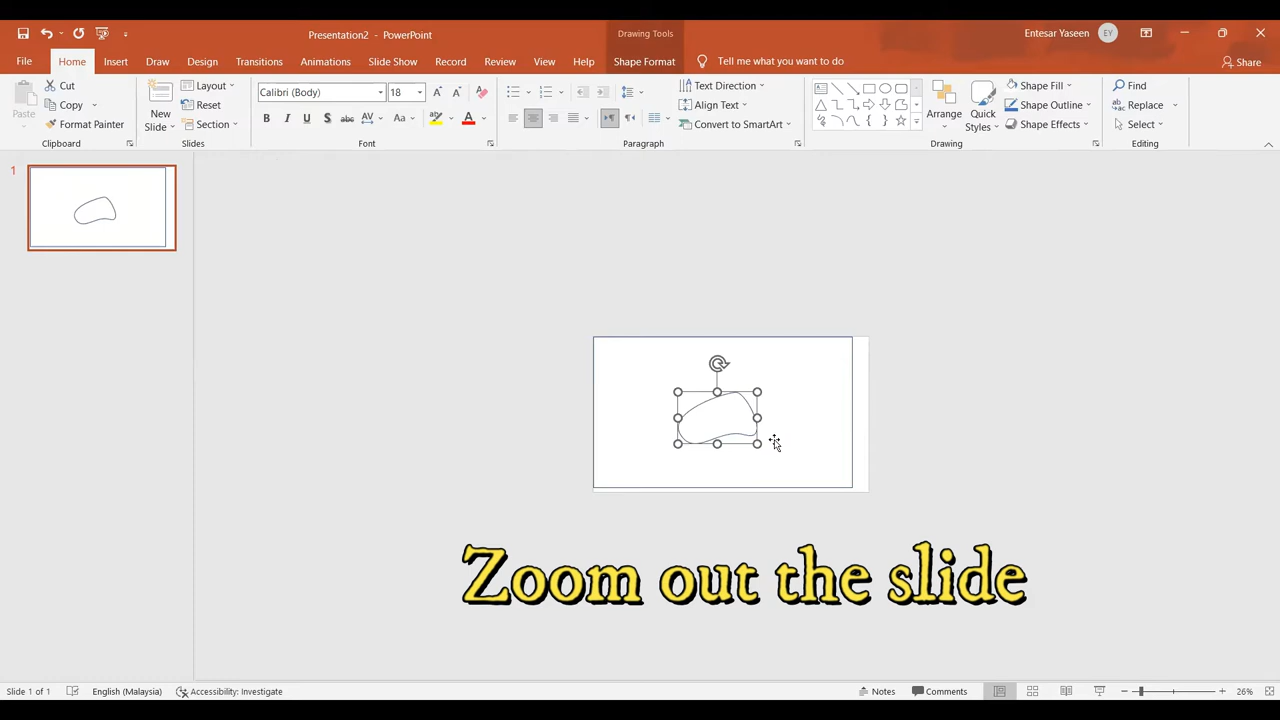 Presentation2 - PowerPoint
Drawing Tools
Entesar Yaseen
EY
File
Home
Insert
Draw
Design
Transitions
Animations
Slide Show
Record
Review
View
Help
Shape Format
Tell me what you want to do
Share
Paste
Cut
Copy
Format Painter
Clipboard
New
Slide
Layout
Reset
Section
Slides
Calibri (Body)
18
B
I
U
S
abc
AV
Aa
A
Font
Text Direction
Align Text
Convert to SmartArt
Paragraph
Arrange
Quick
Styles
Shape Fill
Shape Outline
Shape Effects
Drawing
Find
Replace
Select
Editing
1
Zoom out the slide
Slide 1 of 1
English (Malaysia)
Accessibility: Investigate
Notes
Comments
26%